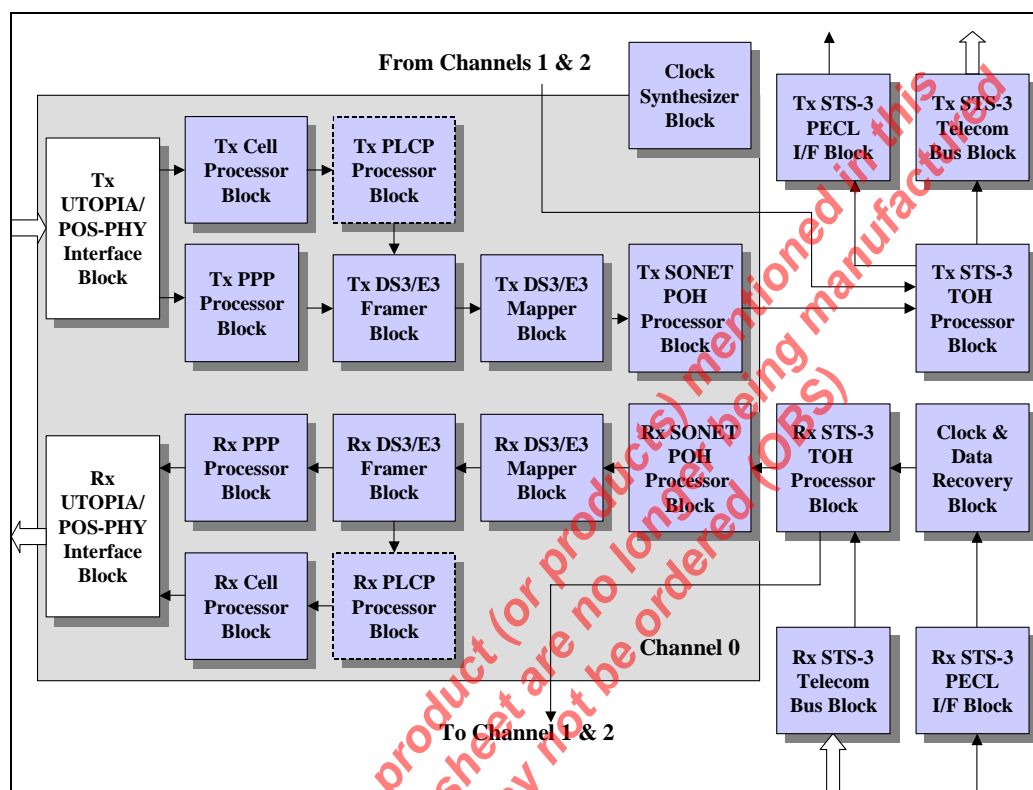 From Channels 1 & 2
Clock
Synthesizer
Block
Tx STS-3
PECL
I/F Block
Tx STS-3
Telecom
Bus Block
Tx
UTOPIA/
POS-PHY
Interface
Block
Tx Cell
Processor
Block
Tx PLCP
Processor
Block
Tx PPP
Processor
Block
Tx DS3/E3
Framer
Block
Tx DS3/E3
Mapper
Block
Tx SONET
POH
Processor
Block
Tx STS-3
TOH
Processor
Block
Rx
UTOPIA/
POS-PHY
Interface
Block
Rx PPP
Processor
Block
Rx DS3/E3
Framer
Block
Rx DS3/E3
Mapper
Block
Rx SONET
POH
Processor
Block
Rx STS-3
TOH
Processor
Block
Clock &
Data
Recovery
Block
Rx Cell
Processor
Block
Rx PLCP
Processor
Block
Channel 0
Rx STS-3
Telecom
Bus Block
Rx STS-3
PECL
I/F Block
To Channel 1 & 2
product (or products) mentioned in this
sheet are no longer being manufactured
not be ordered (OBS)